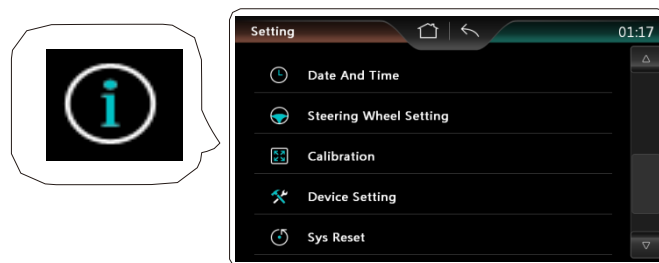 Setting
01:17
Date And Time
Steering Wheel Setting
Calibration
Device Setting
Sys Reset